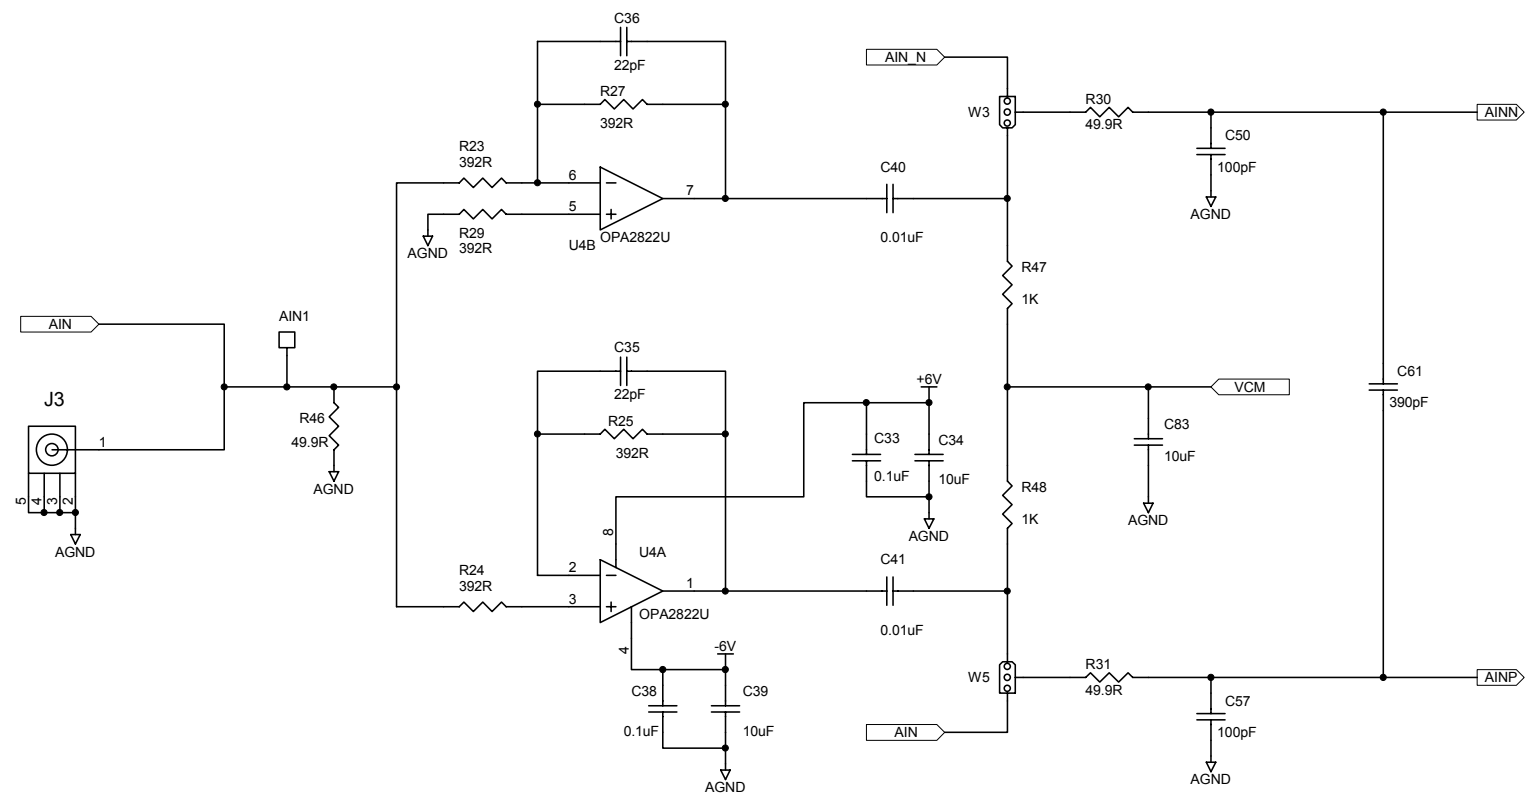 C36
22pF
R27
392R
R23
392R
6
5
7
R29
392R
AGND
U4B
OPA2822U
C40
0.01uF
AIN_N
W3
R30
49.9R
C50
100pF
AGND
AINN
R47
1K
AIN
AIN1
J3
1
5
4
3
2
AGND
R46
49.9R
AGND
C35
22pF
R25
392R
+6V
C33
0.1uF
C34
10uF
AGND
8
U4A
2
3
1
OPA2822U
4
R24
392R
-6V
C38
0.1uF
C39
10uF
AGND
C41
0.01uF
R48
1K
VCM
C83
10uF
AGND
C61
390pF
W5
R31
49.9R
C57
100pF
AGND
AINP
AIN